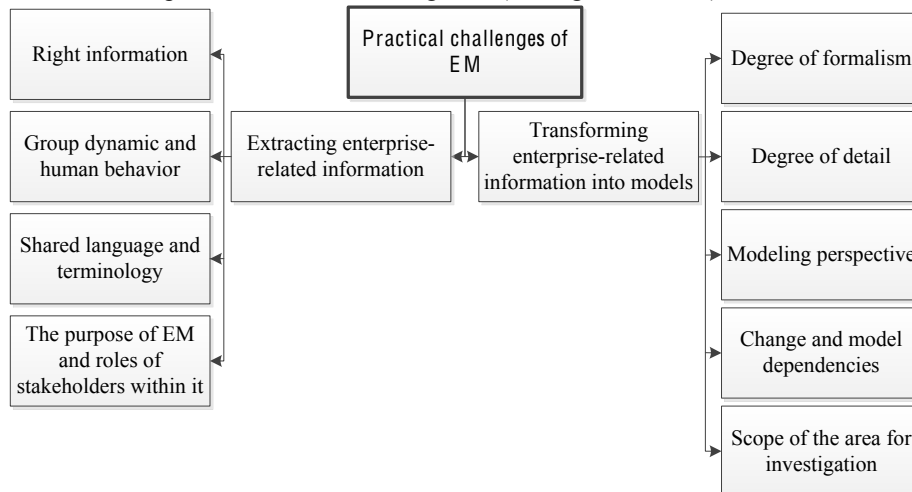 Practical challenges of
EM
Right information
Group dynamic and
human behavior
Shared language and
terminology
The purpose of EM
and roles of
stakeholders within it
Extracting enterprise-
related information
Transforming
enterprise-related
information into models
Degree of formalism
Degree of detail
Modeling perspective
Change and model
dependencies
Scope of the area for
investigation